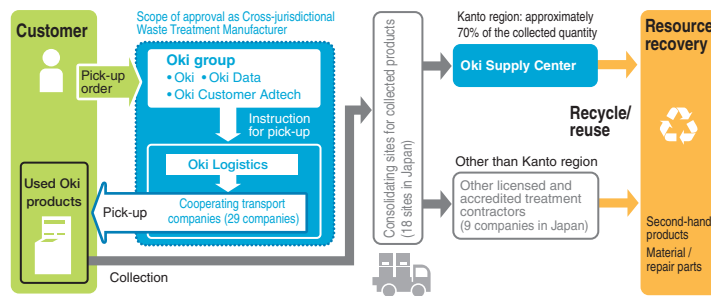 Customer
Pick-up
order
Used Oki
products
Scope of approval as Cross-jurisdictional
Waste Treatment Manufacturer
Oki group
• Oki • Oki Data
• Oki Customer Adtech
Instruction
for pick-up
Oki Logistics
Cooperating transport
companies (29 companies)
Pick-up
Collection
Consolidating sites for collected products
(18 sites in Japan)
Kanto region: approximately
70% of the collected quantity
Oki Supply Center
Recycle/
reuse
Other than Kanto region
Other licensed and
accredited treatment
contractors
(9 companies in Japan)
Resource
recovery
Second-hand
products
Material /
repair parts